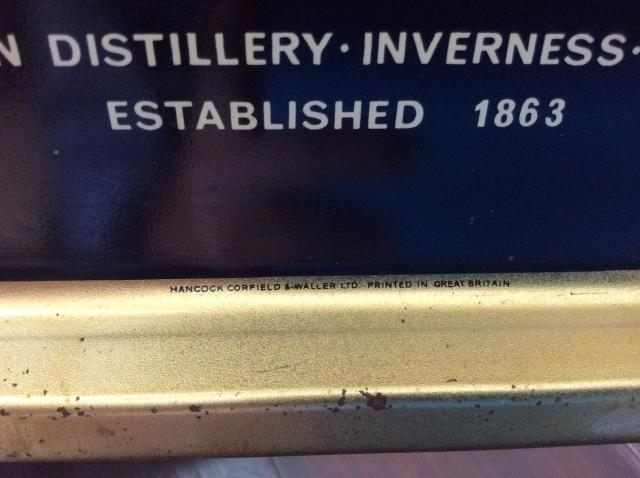 N DISTILLERY · INVERNESS ·
ESTABLISHED 1863
HANCOCK CORFIELD & WALLER LTD PRINTED IN GREAT BRITAIN